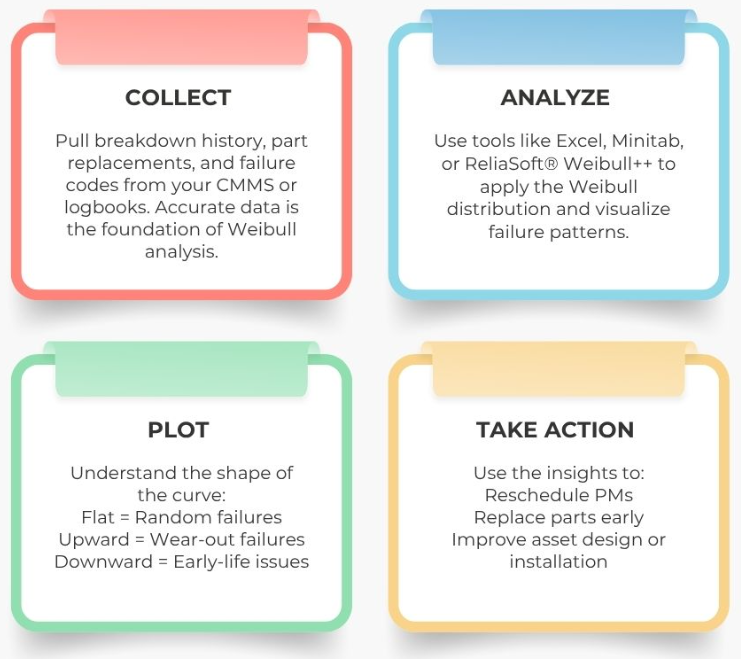 COLLECT
Pull breakdown history, part
replacements, and failure
codes from your CMMS or
logbooks. Accurate data is
the foundation of Weibull
analysis.
ANALYZE
Use tools like Excel, Minitab,
or ReliaSoft® Weibull++ to
apply the Weibull
distribution and visualize
failure patterns.
PLOT
Understand the shape of
the curve:
Flat = Random failures
Upward = Wear-out failures
Downward = Early-life issues
TAKE ACTION
Use the insights to:
Reschedule PMs
Replace parts early
Improve asset design or
installation